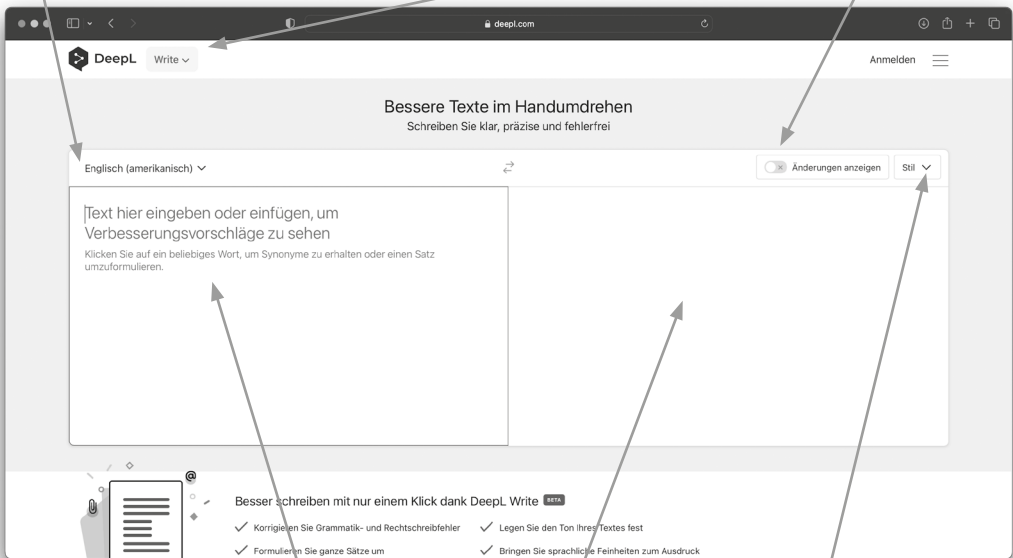 deepl.com
DeepL Write
Anmelden
Bessere Texte im Handumdrehen
Schreiben Sie klar, präzise und fehlerfrei
Englisch (amerikanisch)
Änderungen anzeigen
Stil
Text hier eingeben oder einfügen, um
Verbesserungsvorschläge zu sehen
Klicken Sie auf ein beliebiges Wort, um Synonyme zu erhalten oder einen Satz
umzuformulieren.
@
Besser schreiben mit nur einem Klick dank DeepL Write BETA
Korrigieren Sie Grammatik- und Rechtschreibfehler
Legen Sie den Ton Ihres Textes fest
Formulieren Sie ganze Sätze um
Bringen Sie sprachliche Feinheiten zum Ausdruck